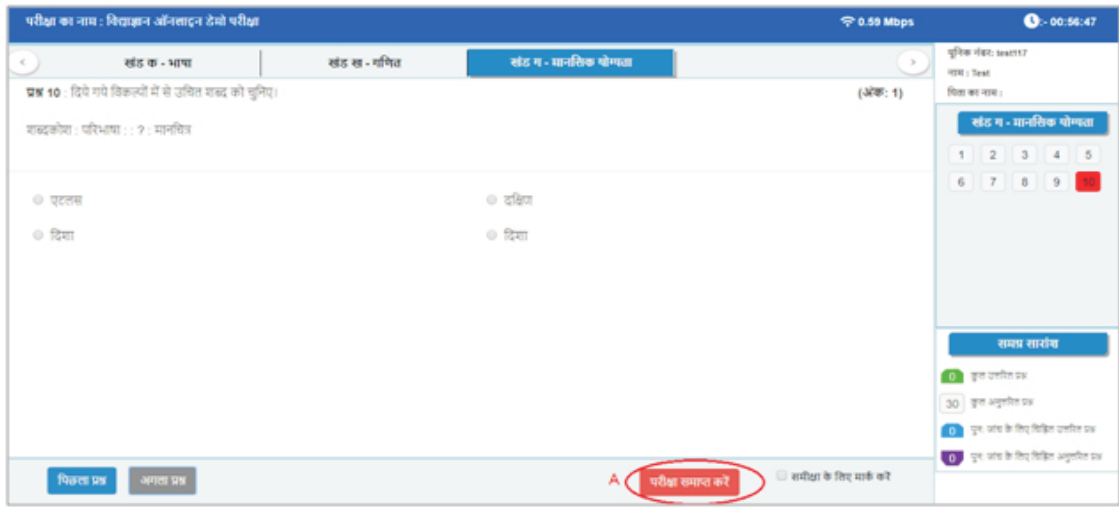 परीक्षा का नाम : विद्याज्ञान ऑनलाइन डेमो परीक्षा
0.59 Mbps
:- 00:56:47
खंड क - भाषा
खंड ख - गणित
खंड ग - मानसिक योग्यता
प्रश्न 10 : दिये गये विकल्पों में से उचित शब्द को चुनिए।
(अंक: 1)
शब्दकोश : परिभाषा : : ? : मानचित्र
एटलस
दक्षिण
दिशा
दिशा
पिछला प्रश्न
अगला प्रश्न
A
परीक्षा समाप्त करें
समीक्षा के लिए मार्क करें
यूनिक नंबर: test117
नाम : Test
पिता का नाम :
खंड ग - मानसिक योग्यता
1 2 3 4 5
6 7 8 9 10
समग्र सारांश
0 कुल उत्तरित प्रश्न
30 कुल अनुत्तरित प्रश्न
0 पुन: जांच के लिए चिह्नित उत्तरित प्रश्न
0 पुन: जांच के लिए चिह्नित अनुत्तरित प्रश्न